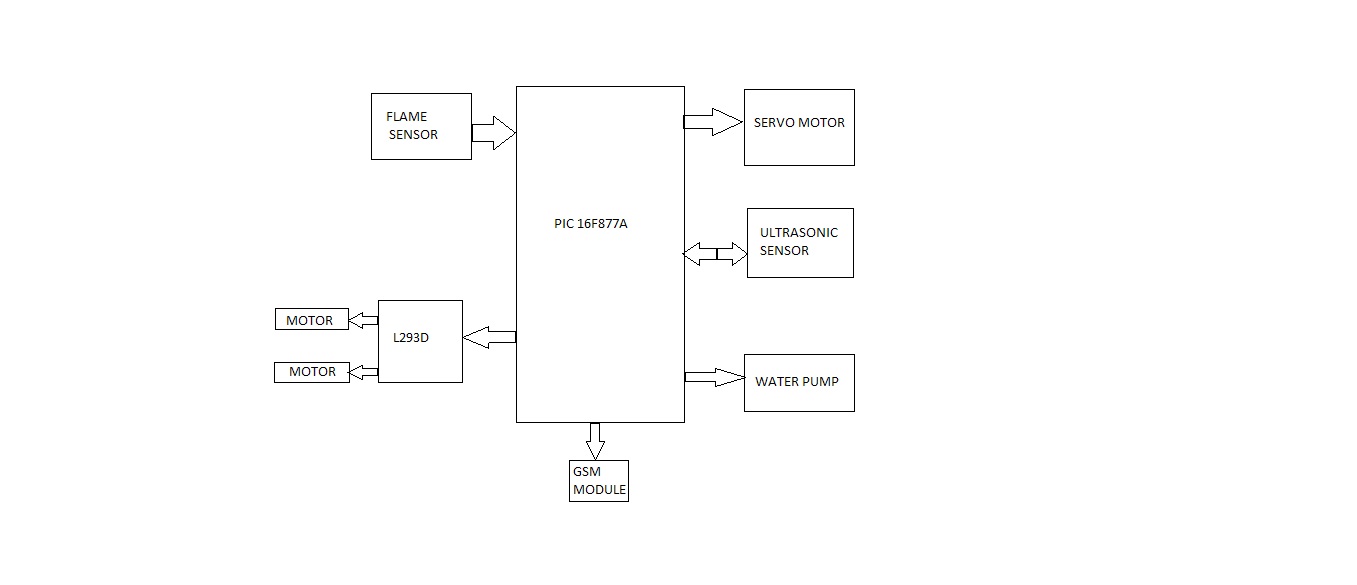 FLAME
SENSOR
SERVO MOTOR
PIC 16F877A
ULTRASONIC
SENSOR
MOTOR
L293D
MOTOR
WATER PUMP
GSM
MODULE